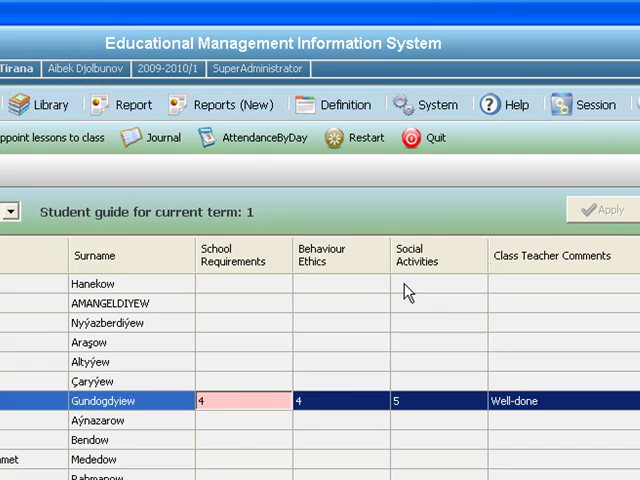 Educational Management Information System
Tirana Aibek Djolbunov 2009-2010/1 SuperAdministrator
Library Report Reports (New) Definition System Help Session
ppoint lessons to class Journal AttendanceByDay Restart Quit
Student guide for current term: 1 Apply
Surname School Requirements Behaviour Ethics Social Activities Class Teacher Comments
Hanekow
AMANGELDIYEW
Nyýazberdiýew
Araşow
Altyýew
Çaryýew
Gundogdyiew 4 4 5 Well-done
Aýnazarow
Bendow
mmet Mededow
Rahmanow